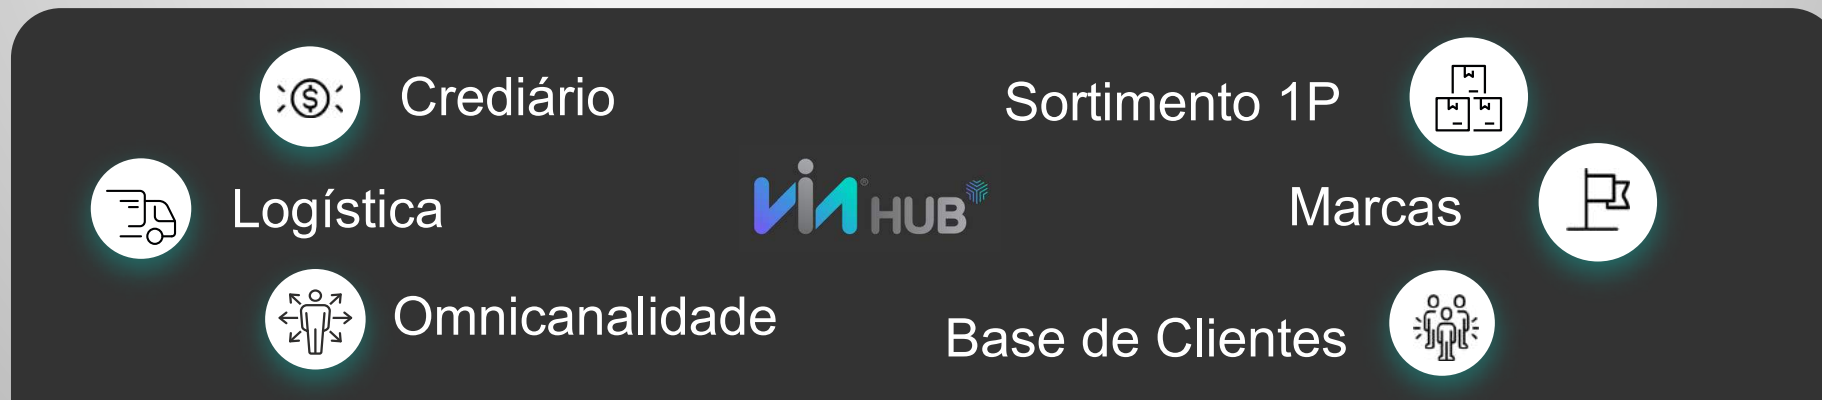 Crediário
Logística
Omnicanalidade
VIA® HUB
Sortimento 1P
Marcas
Base de Clientes